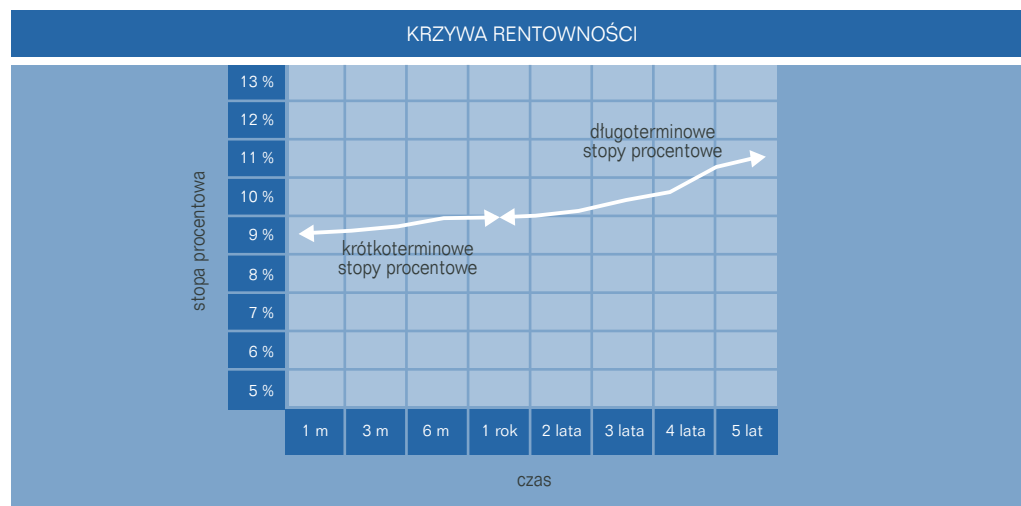 KRZYWA RENTOWNOŚCI
13 %
12 %
11 %
10 %
9 %
8 %
7 %
6 %
5 %
stopa procentowa
długoterminowe
stopy procentowe
krótkoterminowe
stopy procentowe
1 m 3 m 6 m 1 rok 2 lata 3 lata 4 lata 5 lat
czas